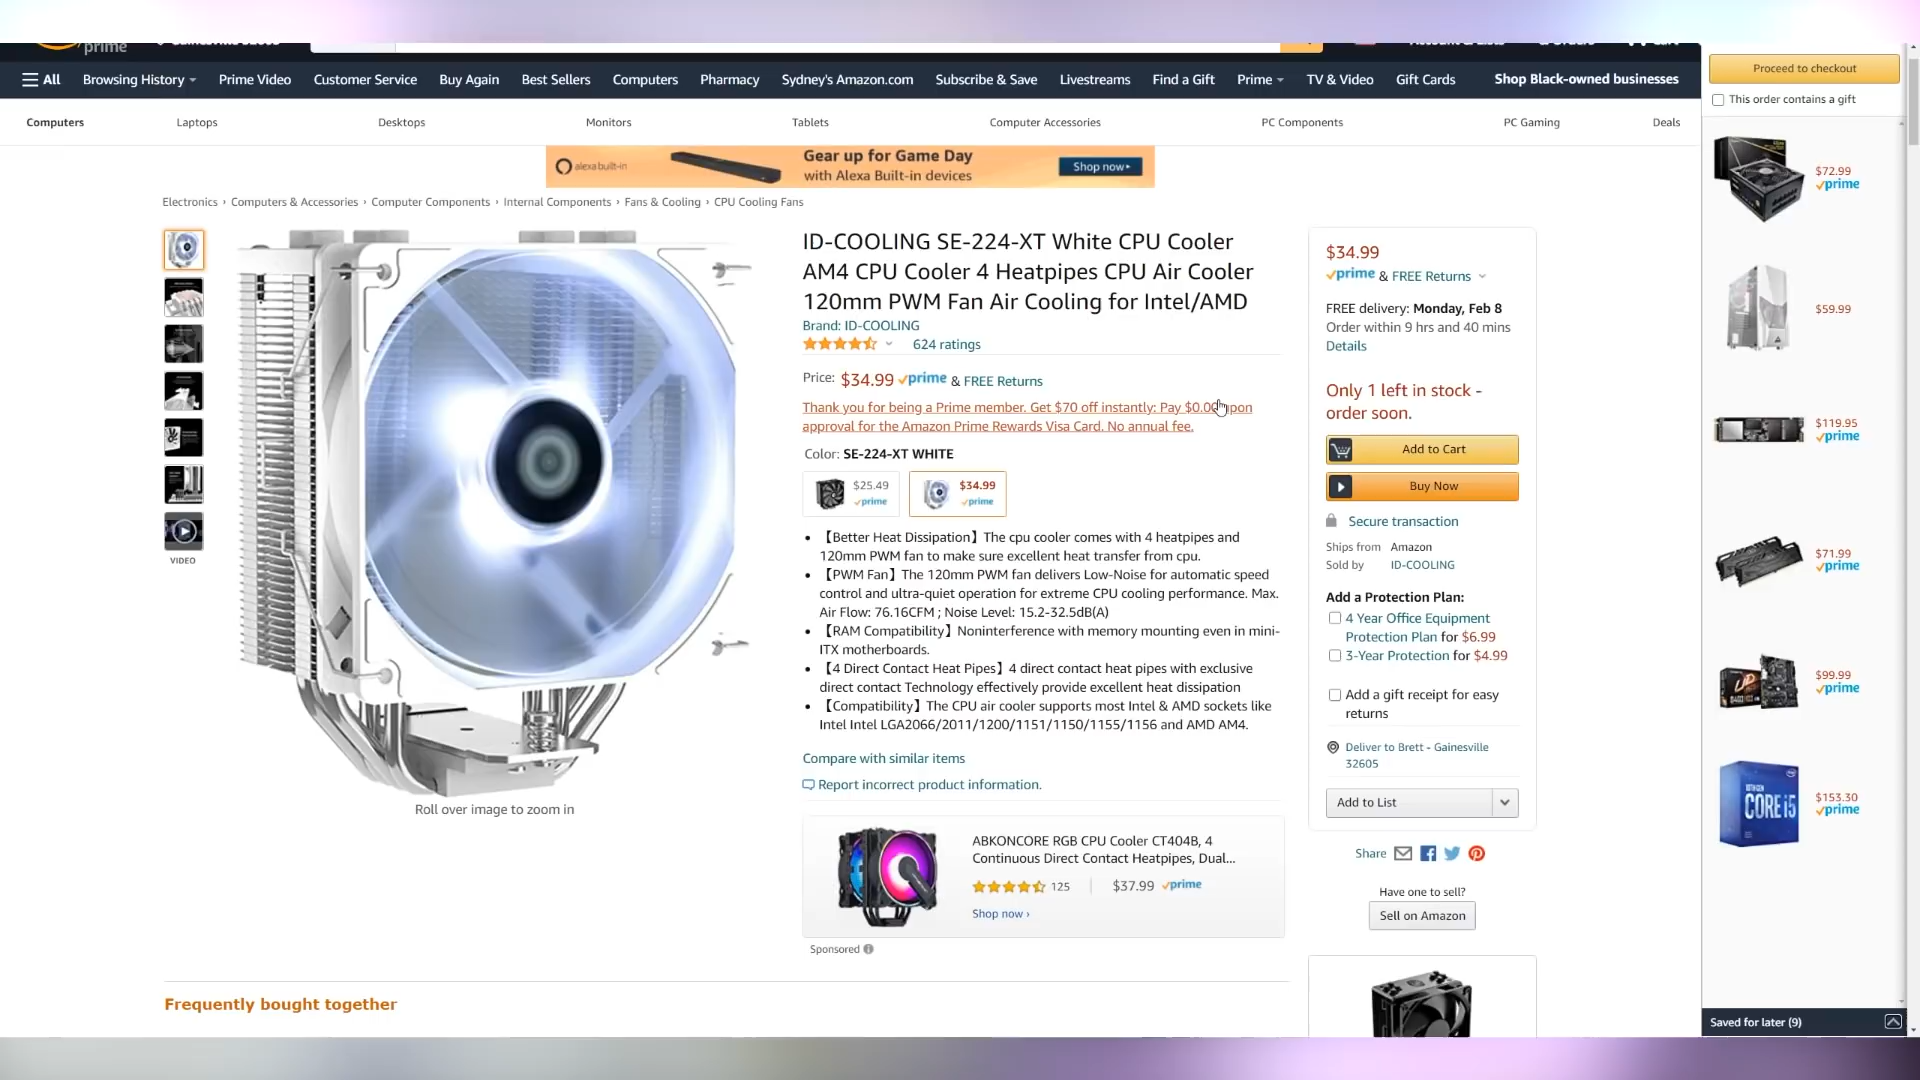 prime
All
Browsing History
Prime Video
Customer Service
Buy Again
Best Sellers
Computers
Pharmacy
Sydney's Amazon.com
Subscribe & Save
Livestreams
Find a Gift
Prime
TV & Video
Gift Cards
Shop Black-owned businesses
Computers
Laptops
Desktops
Monitors
Tablets
Computer Accessories
PC Components
PC Gaming
Deals
alexa built-in
Gear up for Game Day
with Alexa Built-in devices
Shop now
Electronics › Computers & Accessories › Computer Components › Internal Components › Fans & Cooling › CPU Cooling Fans
VIDEO
Roll over image to zoom in
ID-COOLING SE-224-XT White CPU Cooler
AM4 CPU Cooler 4 Heatpipes CPU Air Cooler
120mm PWM Fan Air Cooling for Intel/AMD
Brand: ID-COOLING
624 ratings
Price: $34.99 prime & FREE Returns
Thank you for being a Prime member. Get $70 off instantly: Pay $0.00 upon
approval for the Amazon Prime Rewards Visa Card. No annual fee.
Color: SE-224-XT WHITE
$25.49
prime
$34.99
prime
• 【Better Heat Dissipation】The cpu cooler comes with 4 heatpipes and
120mm PWM fan to make sure excellent heat transfer from cpu.
• 【PWM Fan】The 120mm PWM fan delivers Low-Noise for automatic speed
control and ultra-quiet operation for extreme CPU cooling performance. Max.
Air Flow: 76.16CFM ; Noise Level: 15.2-32.5dB(A)
• 【RAM Compatibility】Noninterference with memory mounting even in mini-
ITX motherboards.
• 【4 Direct Contact Heat Pipes】4 direct contact heat pipes with exclusive
direct contact Technology effectively provide excellent heat dissipation
• 【Compatibility】The CPU air cooler supports most Intel & AMD sockets like
Intel Intel LGA2066/2011/1200/1151/1150/1155/1156 and AMD AM4.
Compare with similar items
Report incorrect product information.
ABKONCORE RGB CPU Cooler CT404B, 4
Continuous Direct Contact Heatpipes, Dual...
125
$37.99 prime
Shop now ›
Sponsored
Frequently bought together
$34.99
prime & FREE Returns
FREE delivery: Monday, Feb 8
Order within 9 hrs and 40 mins
Details
Only 1 left in stock -
order soon.
Add to Cart
Buy Now
Secure transaction
Ships from Amazon
Sold by ID-COOLING
Add a Protection Plan:
4 Year Office Equipment
Protection Plan for $6.99
3-Year Protection for $4.99
Add a gift receipt for easy
returns
Deliver to Brett - Gainesville
32605
Add to List
Share
Have one to sell?
Sell on Amazon
Proceed to checkout
This order contains a gift
$72.99
prime
$59.99
$119.95
prime
$71.99
prime
$99.99
prime
CORE i5
$153.30
prime
Saved for later (9)